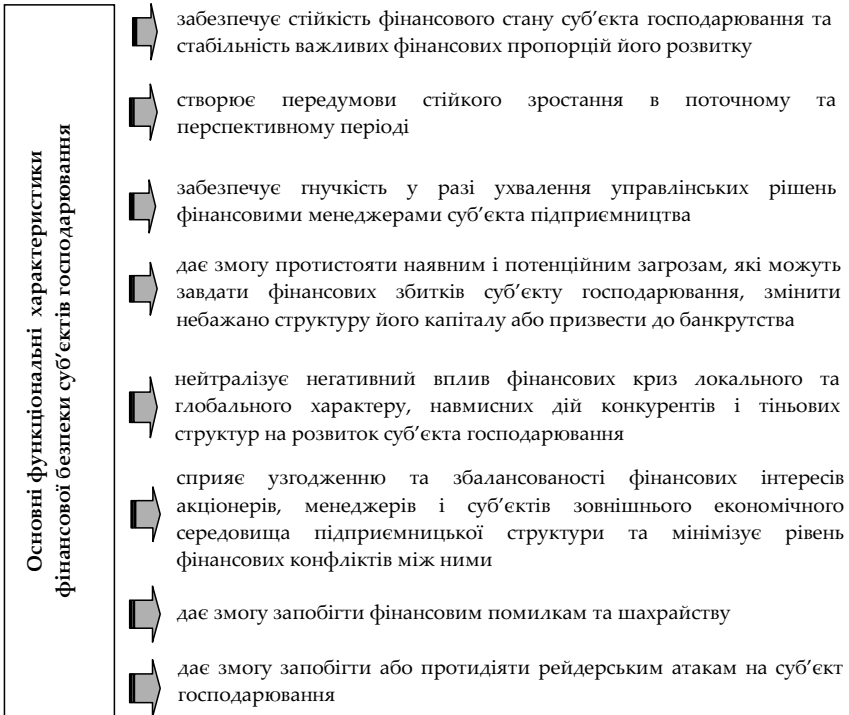 Основні функціональні характеристики
фінансової безпеки суб’єктів господарювання
забезпечує стійкість фінансового стану суб’єкта господарювання та
стабільність важливих фінансових пропорцій його розвитку
створює передумови стійкого зростання в поточному та
перспективному періоді
забезпечує гнучкість у разі ухвалення управлінських рішень
фінансовими менеджерами суб’єкта підприємництва
дає змогу протистояти наявним і потенційним загрозам, які можуть
завдати фінансових збитків суб’єкту господарювання, змінити
небажано структуру його капіталу або призвести до банкрутства
нейтралізує негативний вплив фінансових криз локального та
глобального характеру, навмисних дій конкурентів і тіньових
структур на розвиток суб’єкта господарювання
сприяє узгодженню та збалансованості фінансових інтересів
акціонерів, менеджерів і суб’єктів зовнішнього економічного
середовища підприємницької структури та мінімізує рівень
фінансових конфліктів між ними
дає змогу запобігти фінансовим помилкам та шахрайству
дає змогу запобігти або протидіяти рейдерським атакам на суб’єкт
господарювання